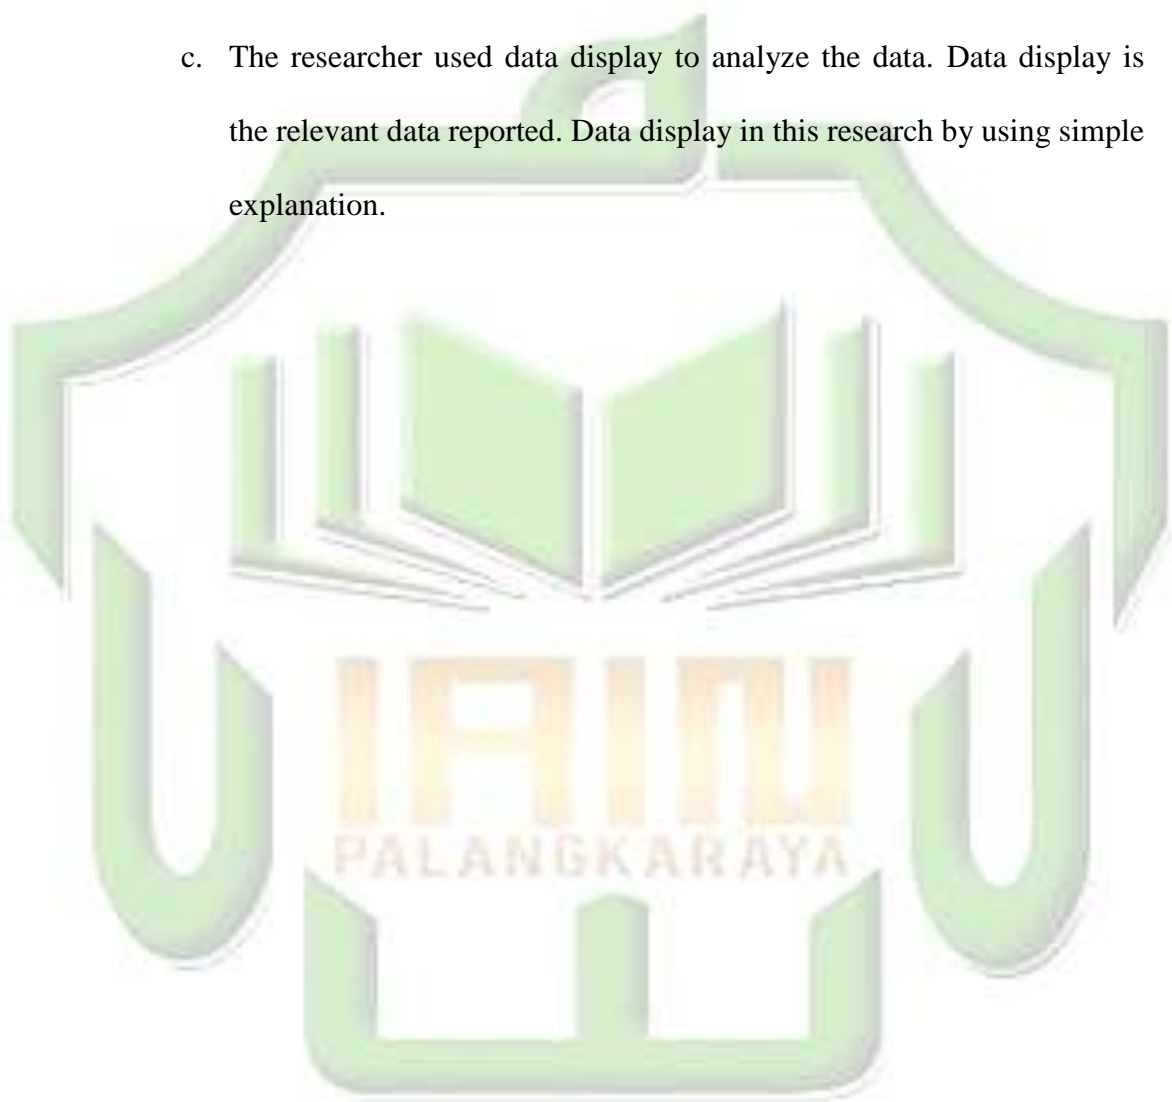 c. The researcher used data display to analyze the data. Data display is
the relevant data reported. Data display in this research by using simple
explanation.
IAIN
PALANGKARAYA